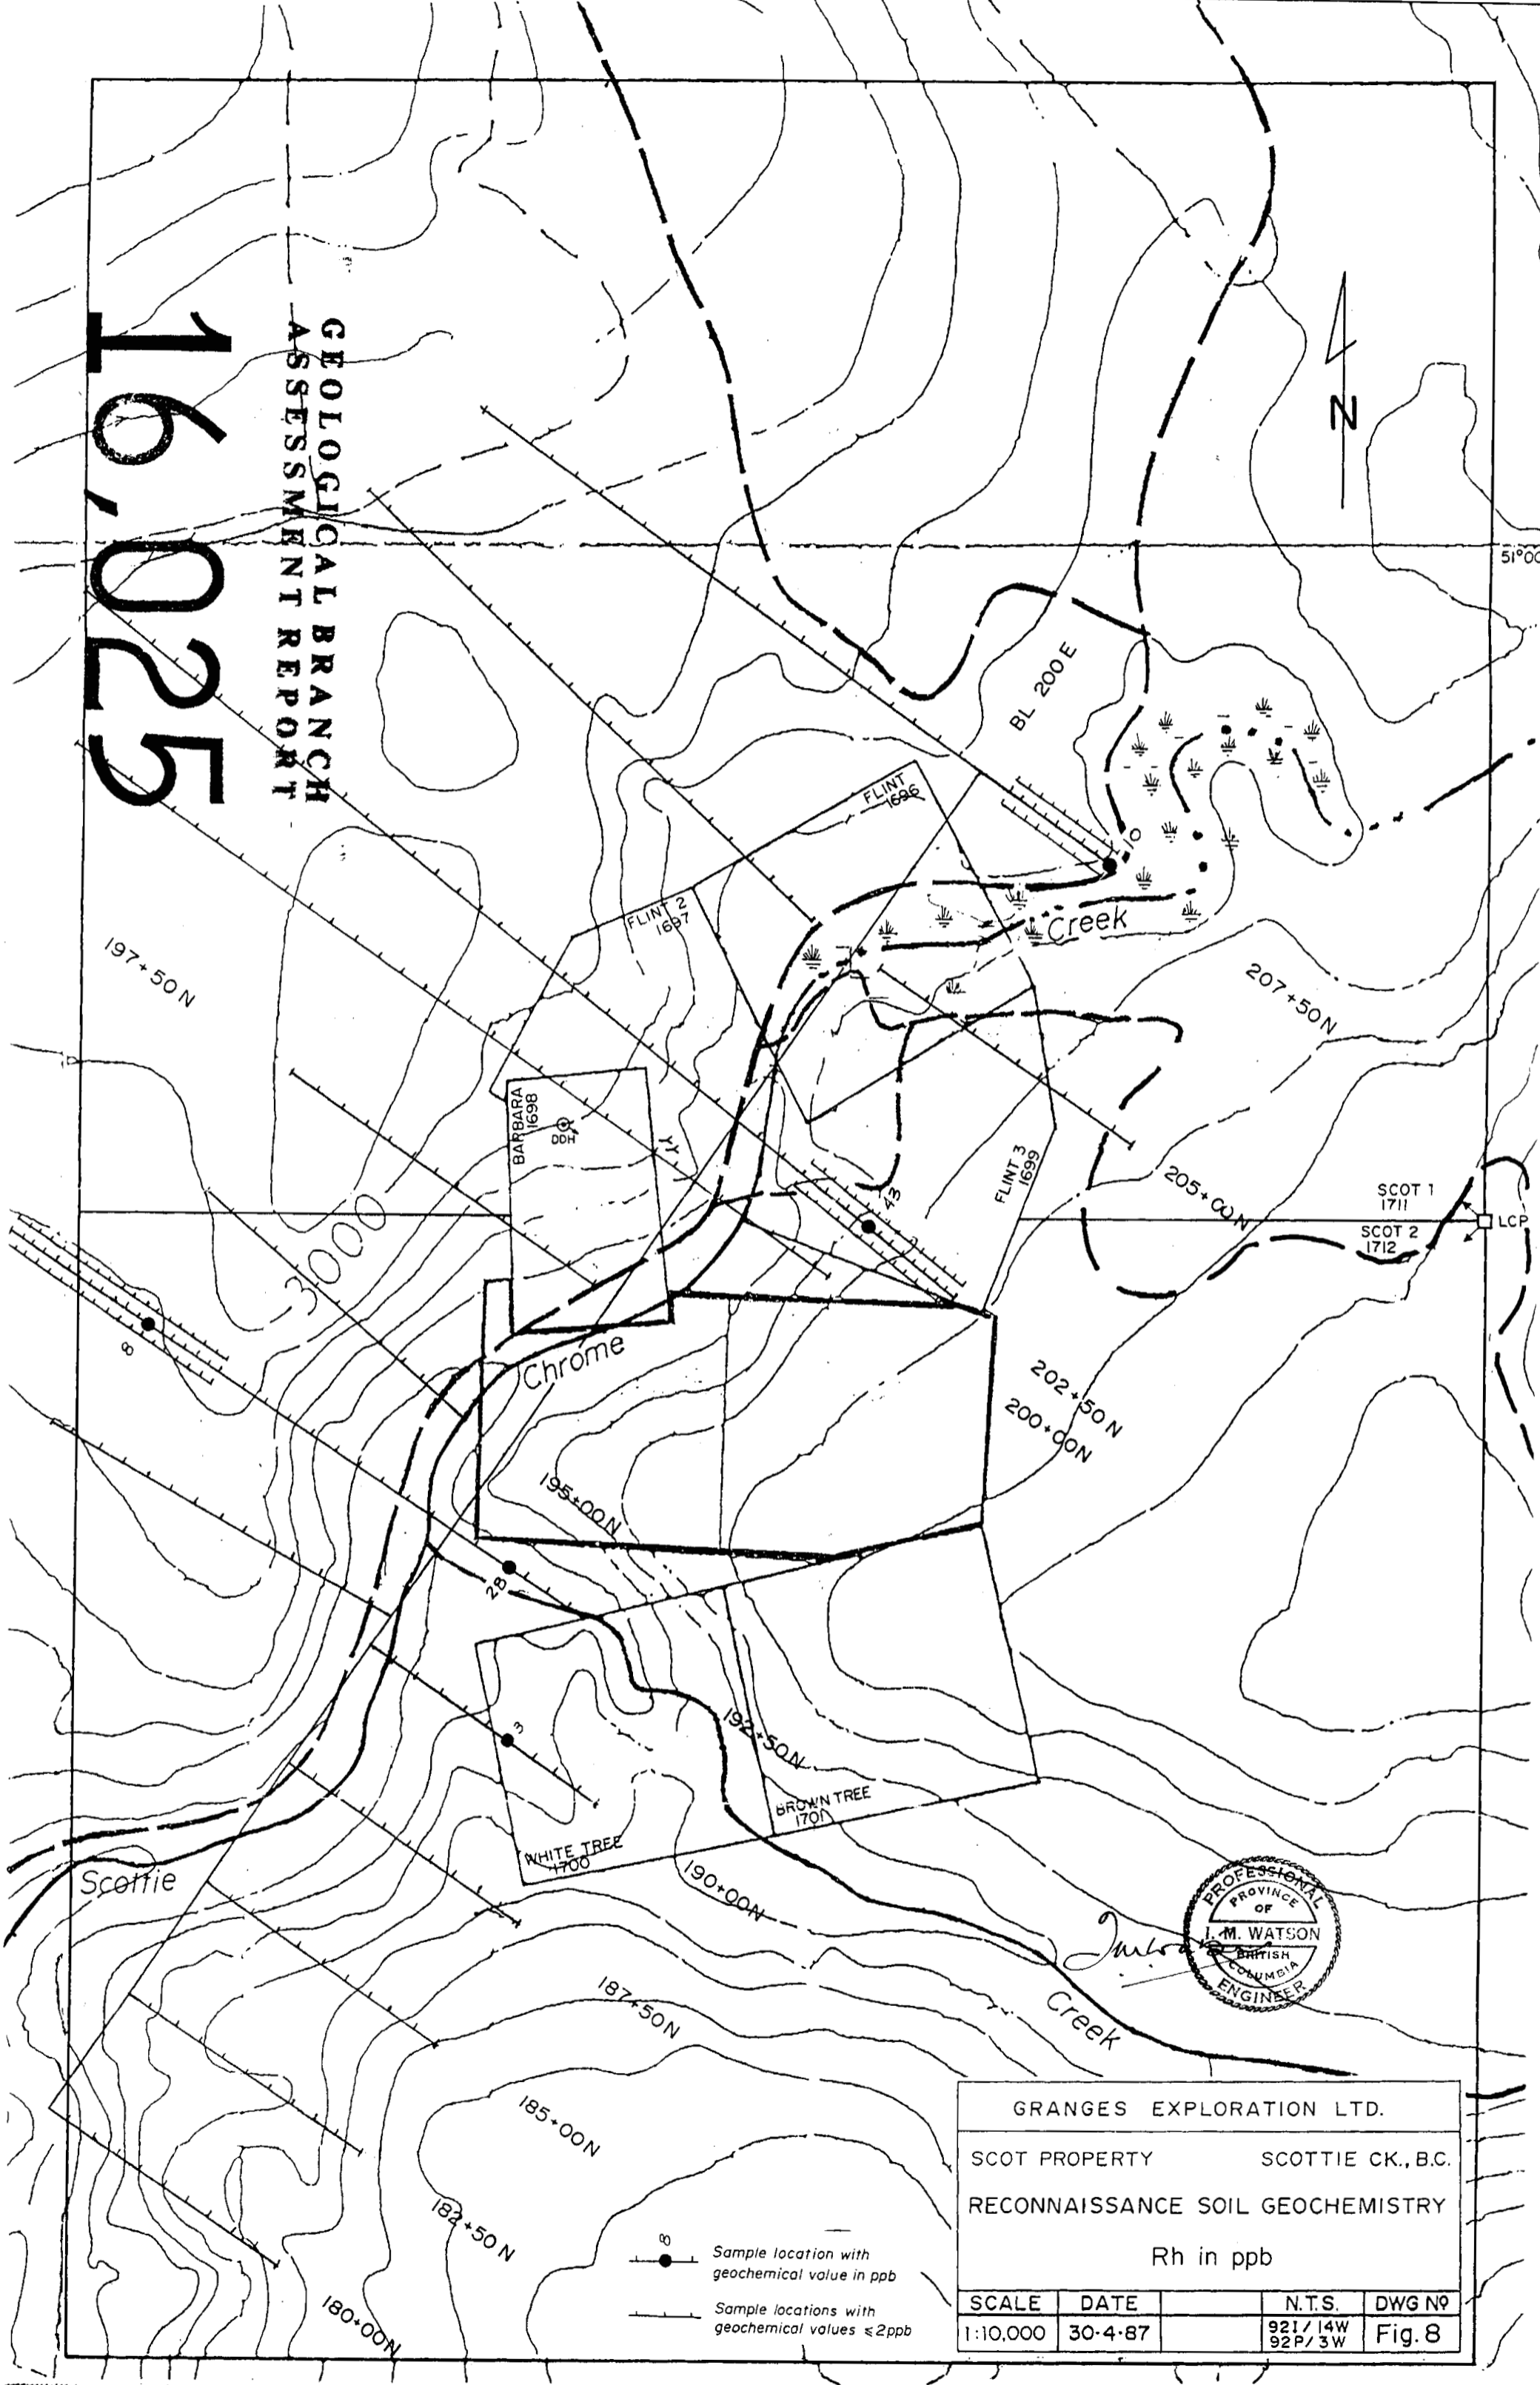 GEOLOGICAL BRANCH
ASSESSMENT REPORT
16,025
N
51°00
BL 200E
FLINT
1696
10
FLINT 2
1697
Creek
197+50N
207+50N
BARBARA
1698
DDH
YY
FLINT 3
1699
43
205+00N
SCOT 1
1711
LCP
SCOT 2
1712
3000
8
Chrome
202+50N
200+00N
195+00N
28
3
192+50N
BROWN TREE
1701
WHITE TREE
1700
Scottie
190+00N
PROFESSIONAL
PROVINCE
OF
I. M. WATSON
BRITISH
COLUMBIA
ENGINEER
187+50N
Creek
185+00N
182+50N
180+00N
8
Sample location with
geochemical value in ppb
Sample locations with
geochemical values ≤2ppb
GRANGES EXPLORATION LTD.
SCOT PROPERTY SCOTTIE CK., B.C.
RECONNAISSANCE SOIL GEOCHEMISTRY
Rh in ppb
SCALE DATE N.T.S. DWG Nº
1:10,000 30·4·87 92I/14W
92P/3W Fig. 8